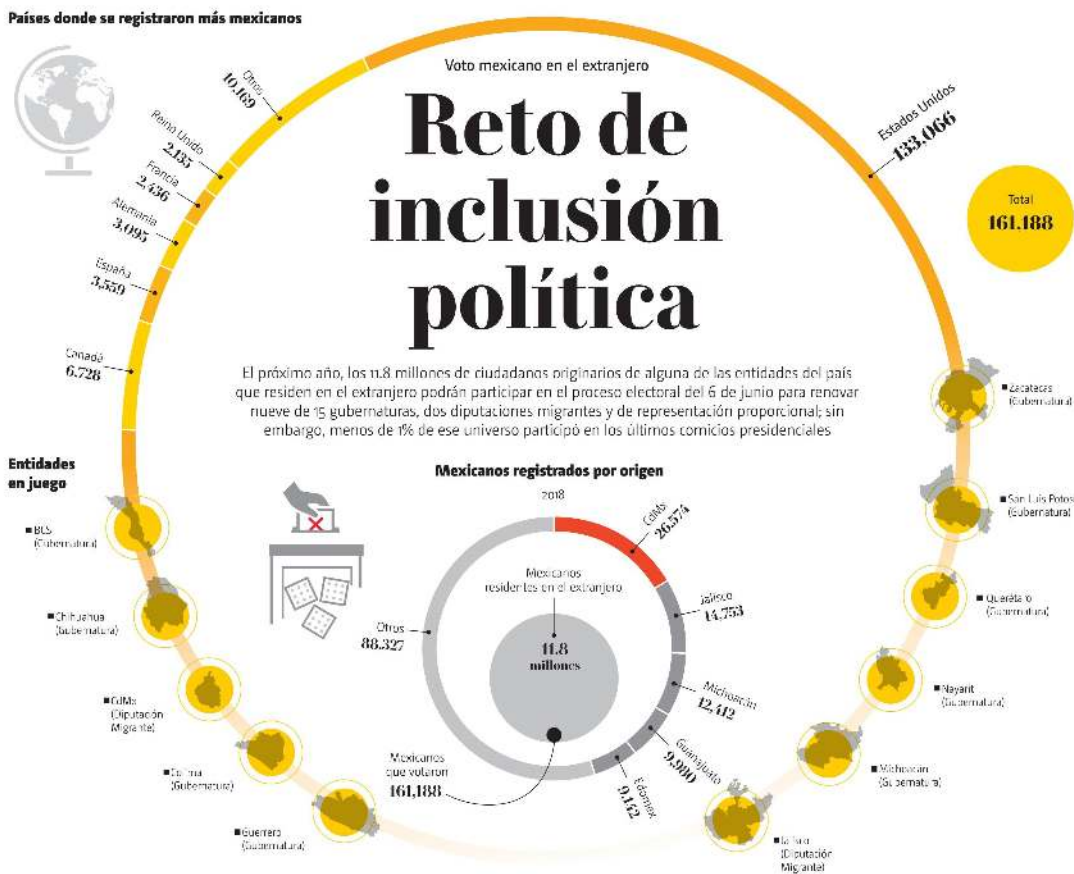 Países donde se registraron más mexicanos
Voto mexicano en el extranjero
Reto de
inclusión
política
El próximo año, los 11.8 millones de ciudadanos originarios de alguna de las entidades del país
que residen en el extranjero podrán participar en el proceso electoral del 6 de junio para renovar
nueve de 15 gubernaturas, dos diputaciones migrantes y de representación proporcional; sin
embargo, menos de 1% de ese universo participó en los últimos comicios presidenciales
Otros
10,169
Reino Unido
2,135
Francia
2,436
Alemania
3,095
España
3,559
Canadá
6,728
Estados Unidos
133,066
Total
161,188
Entidades
en juego
BCS
(Gubernatura)
Chihuahua
(Gubernatura)
CdMx
(Diputación
Migrante)
Colima
(Gubernatura)
Guerrero
(Gubernatura)
Zacatecas
(Gubernatura)
San Luis Potosí
(Gubernatura)
Querétaro
(Gubernatura)
Nayarit
(Gubernatura)
Michoacán
(Gubernatura)
Jalisco
(Diputación
Migrante)
Mexicanos registrados por origen
2018
CdMx
26,574
Jalisco
14,753
Michoacán
12,412
Guanajuato
9,980
Edomex
9,142
Otros
88,327
Mexicanos
residentes en el extranjero
11.8
millones
Mexicanos
que votaron
161,188